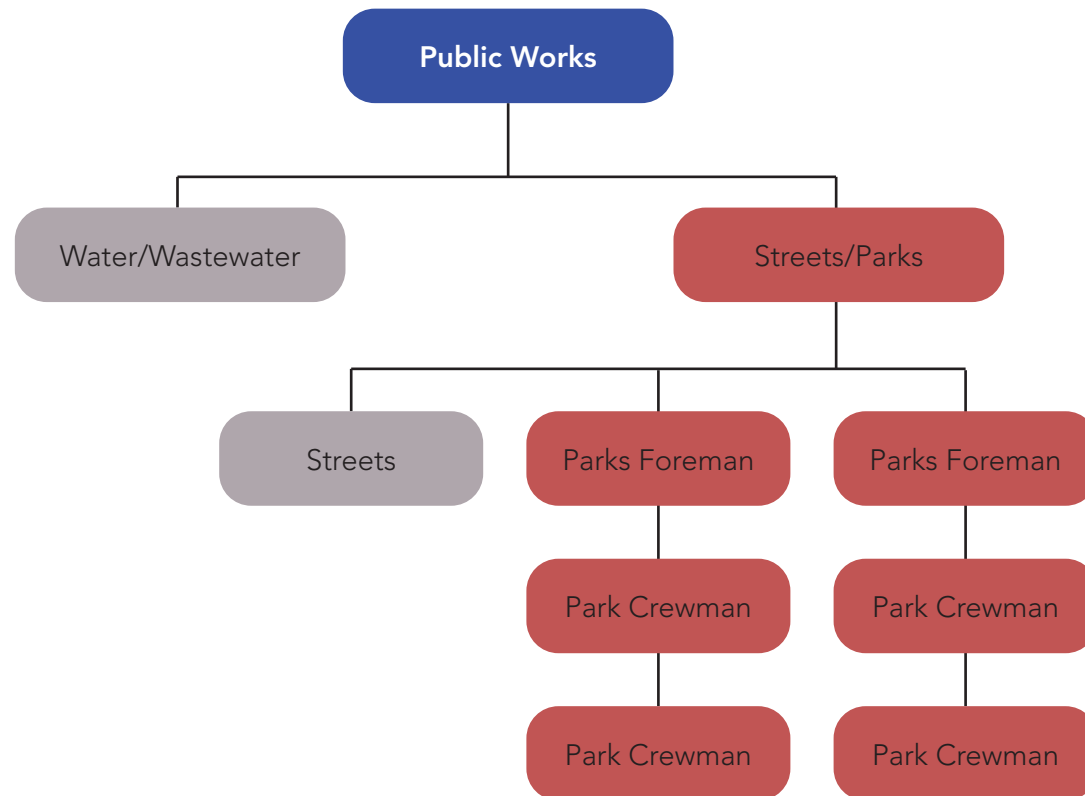 Public Works
Water/Wastewater
Streets/Parks
Streets
Parks Foreman
Parks Foreman
Park Crewman
Park Crewman
Park Crewman
Park Crewman